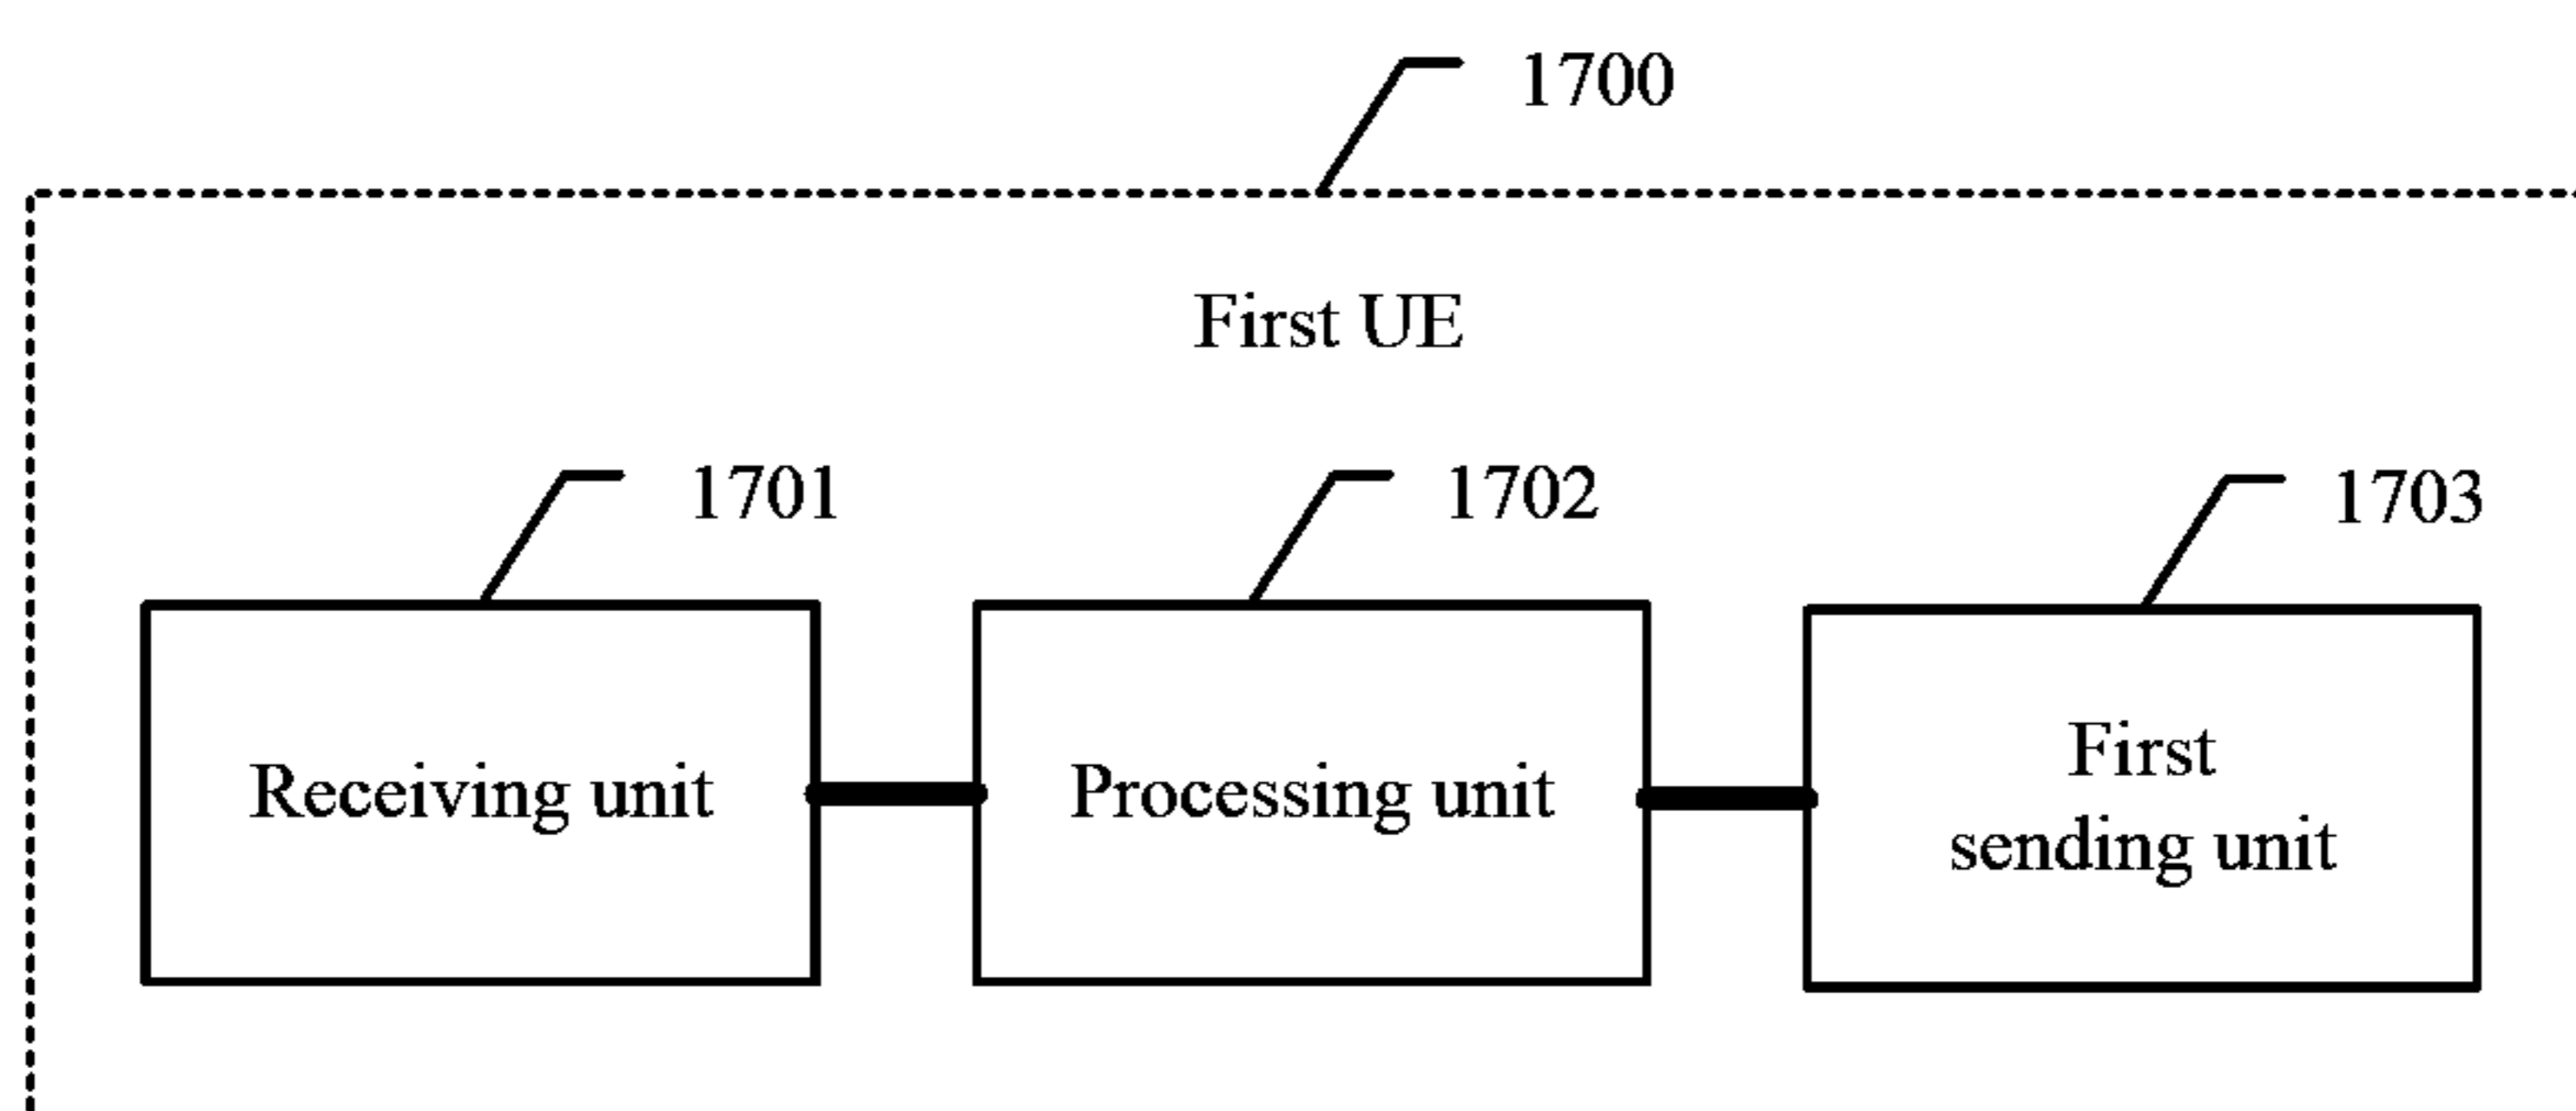 1700
First UE
1701
1702
1703
Receiving unit
Processing unit
First
sending unit